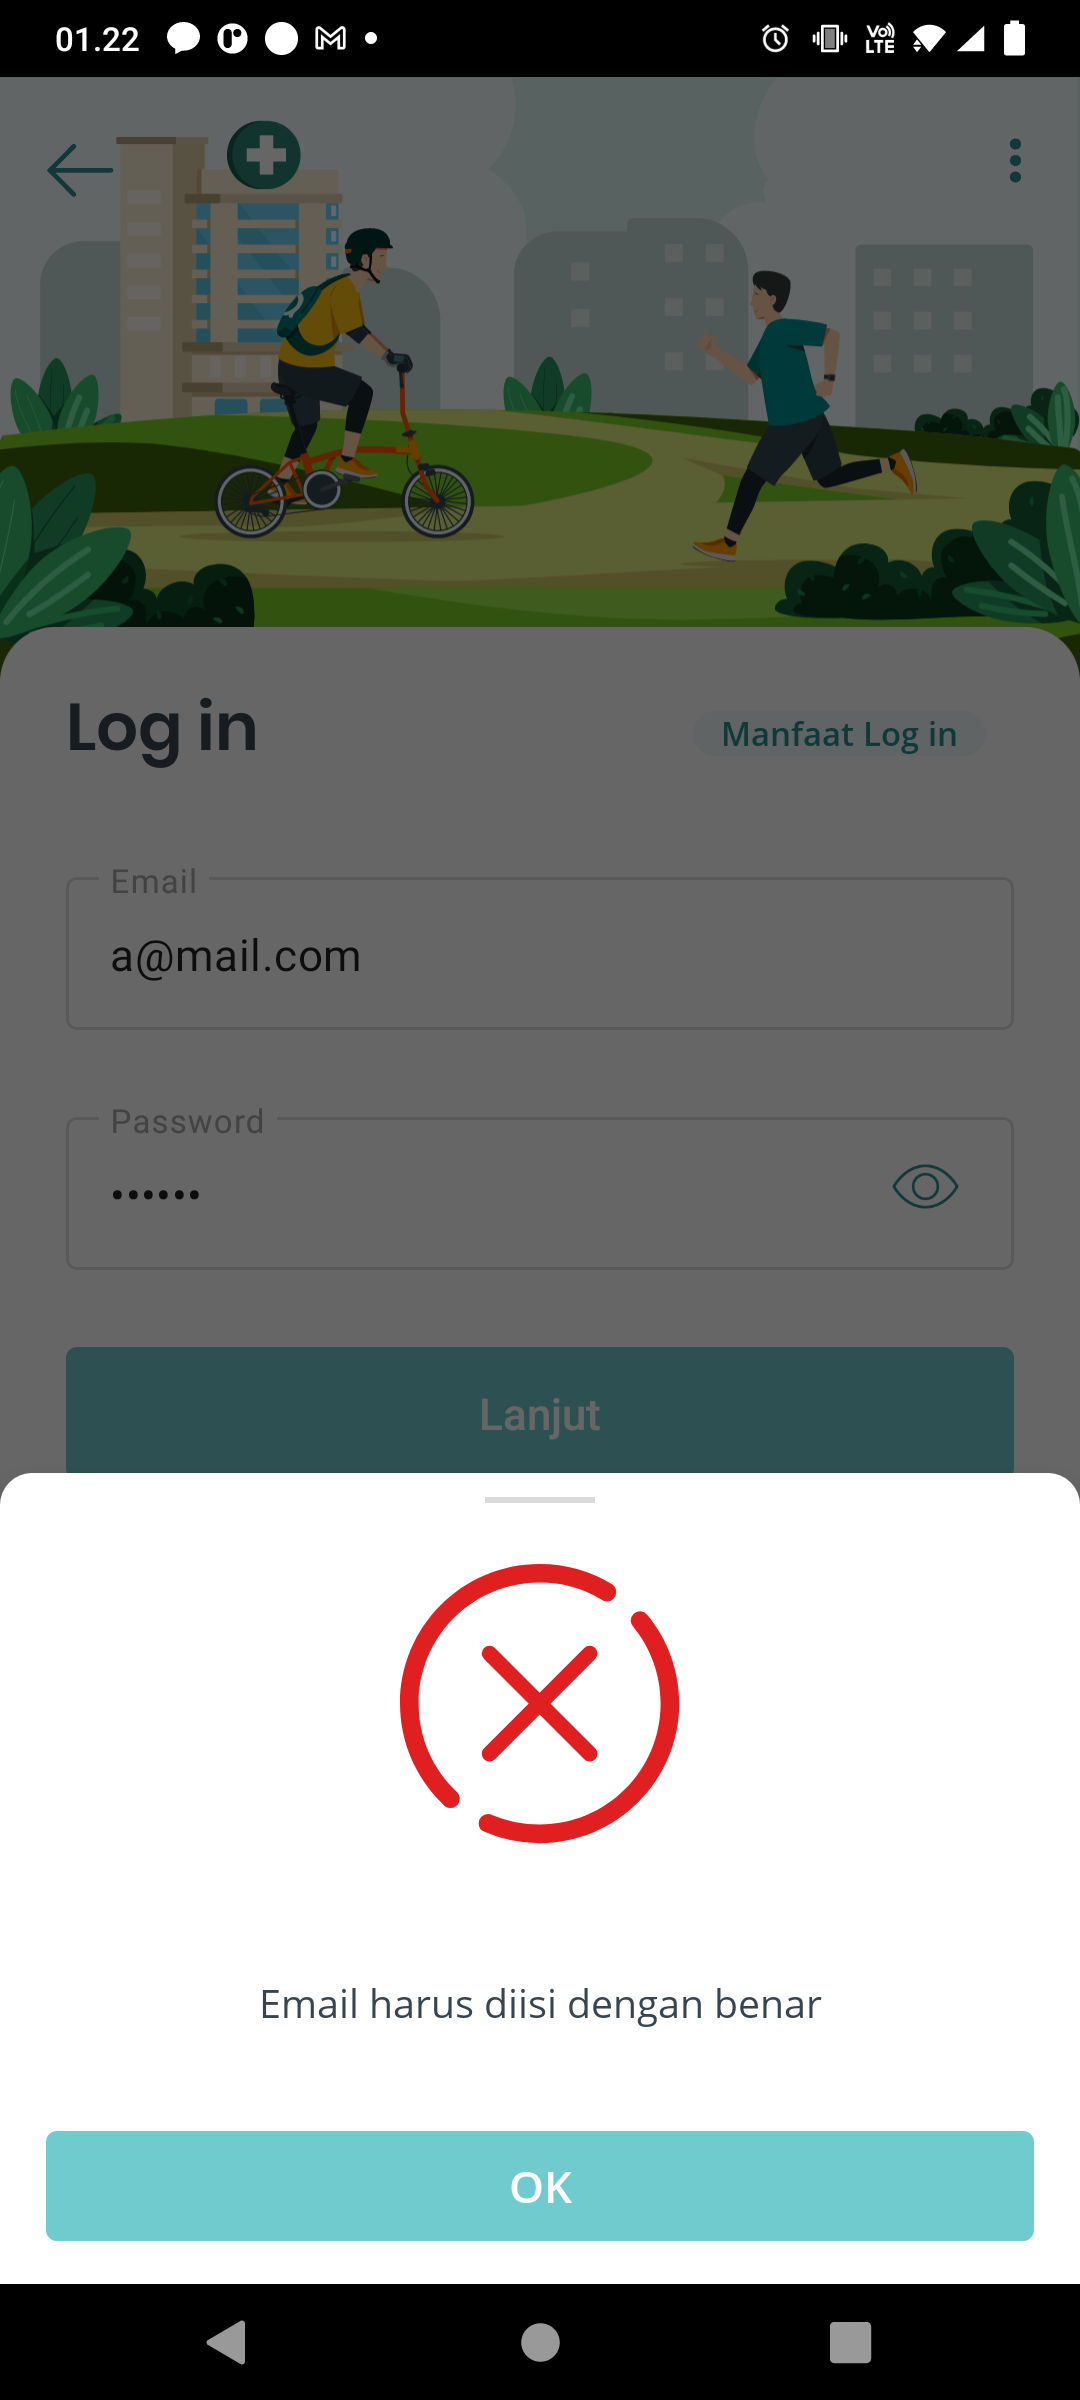 01.22
Vo)) LTE
Log in
Manfaat Log in
Email
a@mail.com
Password
••••••
Lanjut
Email harus diisi dengan benar
OK